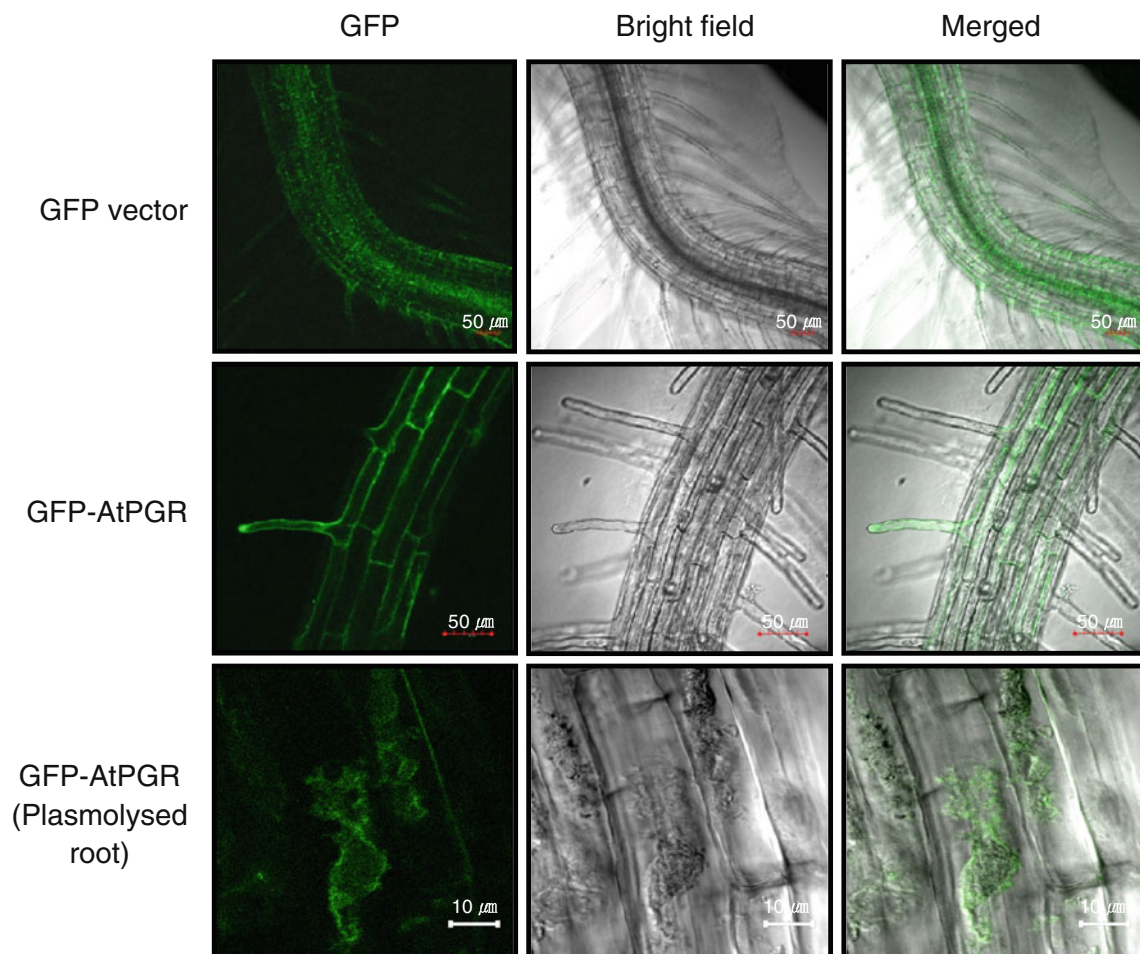 GFP
Bright field
Merged
GFP vector
50 ㎛
50 ㎛
50 ㎛
GFP-AtPGR
50 ㎛
50 ㎛
50 ㎛
GFP-AtPGR
(Plasmolysed
root)
10 ㎛
10 ㎛
10 ㎛